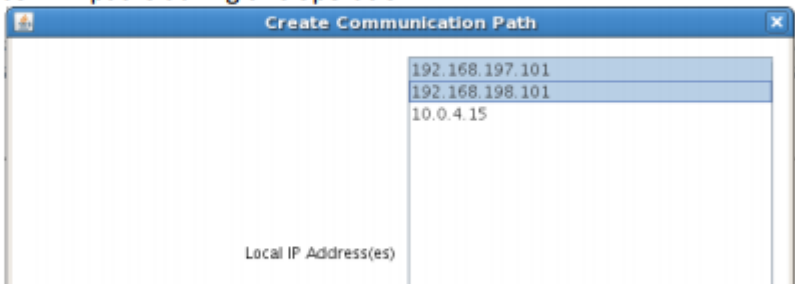 Create Communication Path
192.168.197.101
192.168.198.101
10.0.4.15
Local IP Address(es)